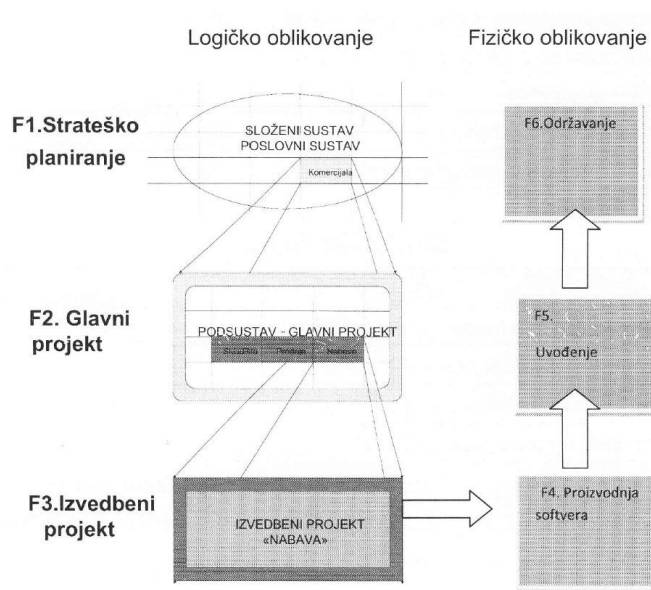 Logičko oblikovanje
Fizičko oblikovanje
F1.Strateško
planiranje
SLOŽENI SUSTAV
POSLOVNI SUSTAV
Komercijala
F6.Održavanje
F2. Glavni
projekt
PODSUSTAV - GLAVNI PROJEKT
Skladište Prodaja Nabava
F5.
Uvođenje
F3.Izvedbeni
projekt
IZVEDBENI PROJEKT
«NABAVA»
F4. Proizvodnja
softvera